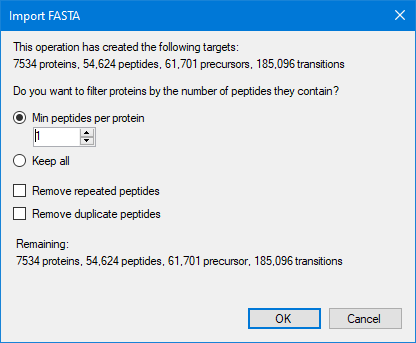 Import FASTA
This operation has created the following targets:
7534 proteins, 54,624 peptides, 61,701 precursors, 185,096 transitions
Do you want to filter proteins by the number of peptides they contain?
Min peptides per protein
1
Keep all
Remove repeated peptides
Remove duplicate peptides
Remaining:
7534 proteins, 54,624 peptides, 61,701 precursor, 185,096 transitions
OK Cancel